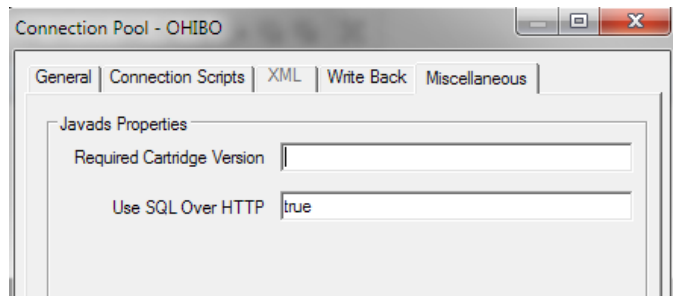 Connection Pool - OHIBO
General Connection Scripts XML Write Back Miscellaneous
Javads Properties
Required Cartridge Version
Use SQL Over HTTP true